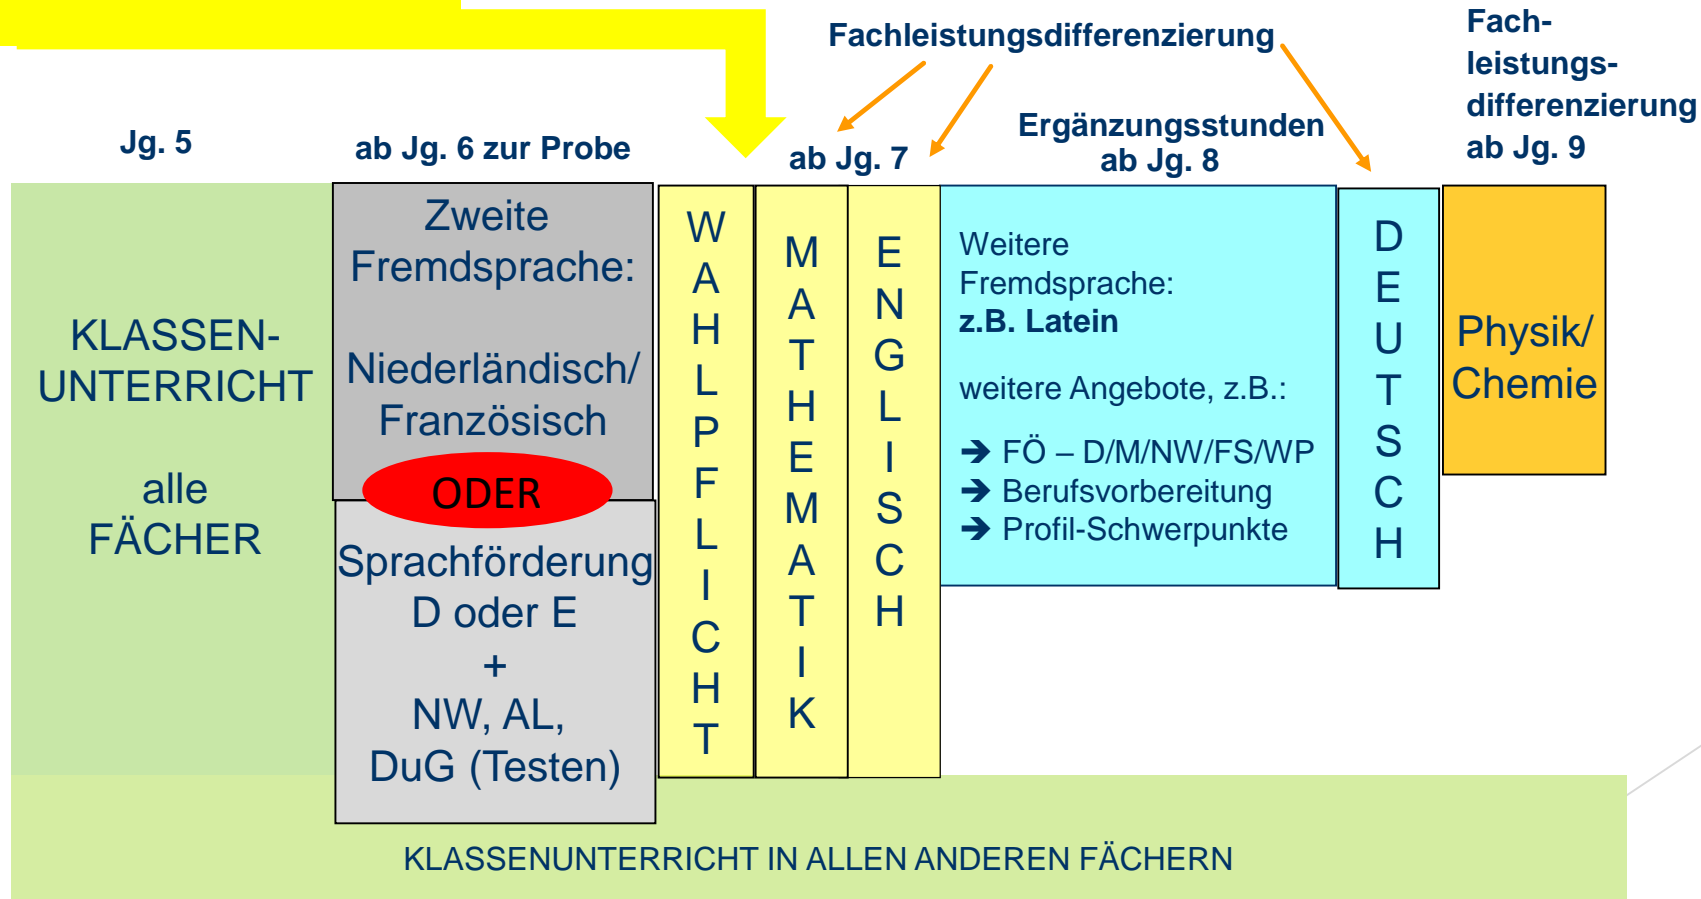 Fachleistungsdifferenzierung
Fach-
leistungs-
differenzierung
ab Jg. 9
Jg. 5
ab Jg. 6 zur Probe
ab Jg. 7
Ergänzungsstunden
ab Jg. 8
KLASSEN-
UNTERRICHT
alle
FÄCHER
Zweite
Fremdsprache:
Niederländisch/
Französisch
ODER
Sprachförderung
D oder E
+
NW, AL,
DuG (Testen)
WAHLPFLICHT
MATHEMATIK
ENGLISCH
Weitere
Fremdsprache:
z.B. Latein
weitere Angebote, z.B.:
➔ FÖ – D/M/NW/FS/WP
➔ Berufsvorbereitung
➔ Profil-Schwerpunkte
DEUTSCH
Physik/
Chemie
KLASSENUNTERRICHT IN ALLEN ANDEREN FÄCHERN